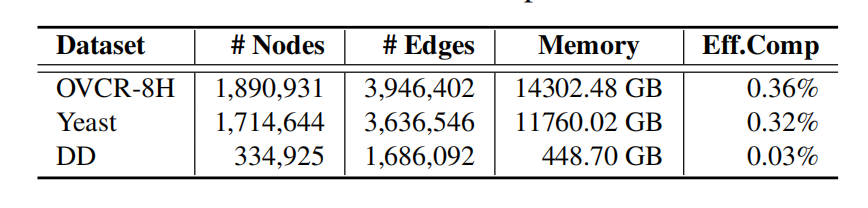 Dataset # Nodes # Edges Memory Eff.Comp
OVCR-8H 1,890,931 3,946,402 14302.48 GB 0.36%
Yeast 1,714,644 3,636,546 11760.02 GB 0.32%
DD 334,925 1,686,092 448.70 GB 0.03%